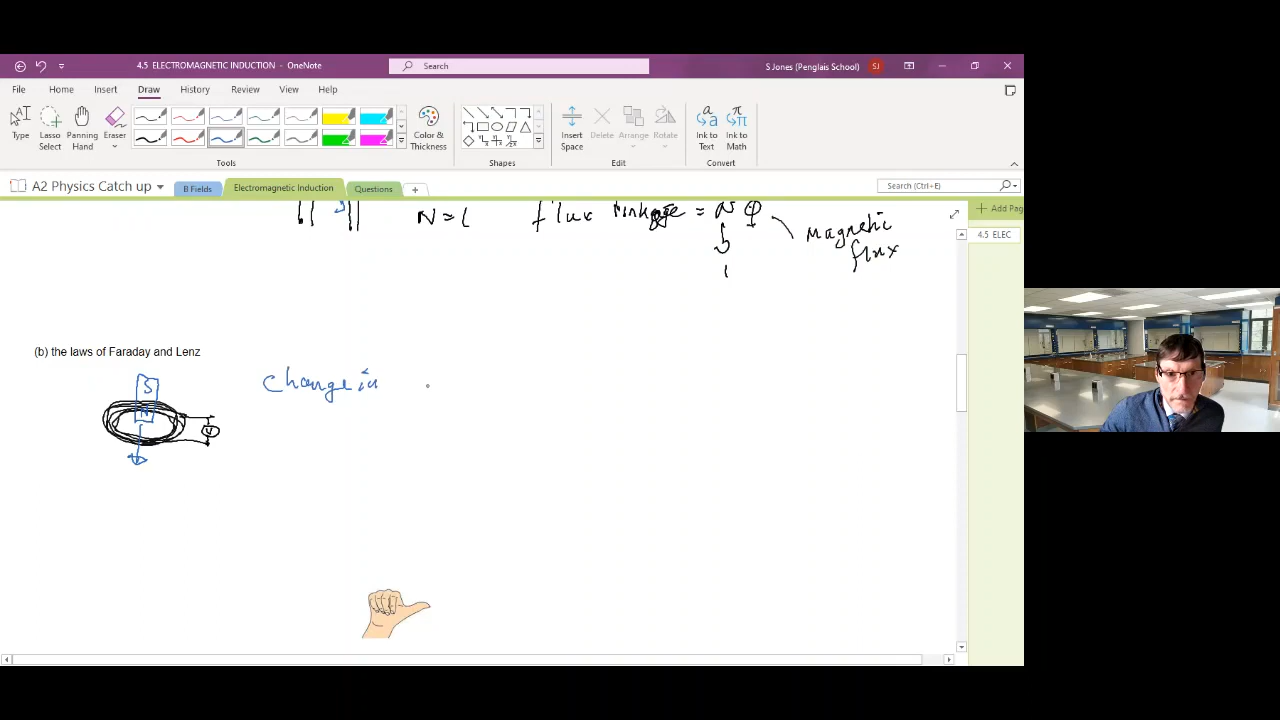 4.5 ELECTROMAGNETIC INDUCTION - OneNote
Search
S Jones (Penglais School)
SJ
File Home Insert Draw History Review View Help
Type
Lasso Select
Panning Hand
Eraser
Color & Thickness
Insert Space
Delete
Arrange
Rotate
Ink to Text
Ink to Math
Tools
Shapes
Edit
Convert
A2 Physics Catch up
B Fields
Electromagnetic Induction
Questions
Search (Ctrl+E)
Add Pag
4.5 ELEC
flux linkage = N Φ
magnetic
flux
(b) the laws of Faraday and Lenz
S
N
V
Change in